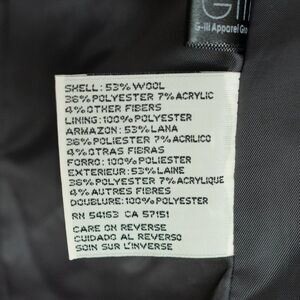 G-III
G-III Apparel Gro
SHELL: 53% WOOL
36% POLYESTER 7% ACRYLIC
4% OTHER FIBERS
LINING: 100% POLYESTER
ARMAZON: 53% LANA
36% POLIESTER 7% ACRILICO
4% OTRAS FIBRAS
FORRO: 100% POLIESTER
EXTERIEUR: 53% LAINE
36% POLYESTER 7% ACRYLIQUE
4% AUTRES FIBRES
DOUBLURE: 100% POLYESTER
RN 54163 CA 57151
CARE ON REVERSE
CUIDADO AL REVERSO
SOIN SUR L'INVERSE